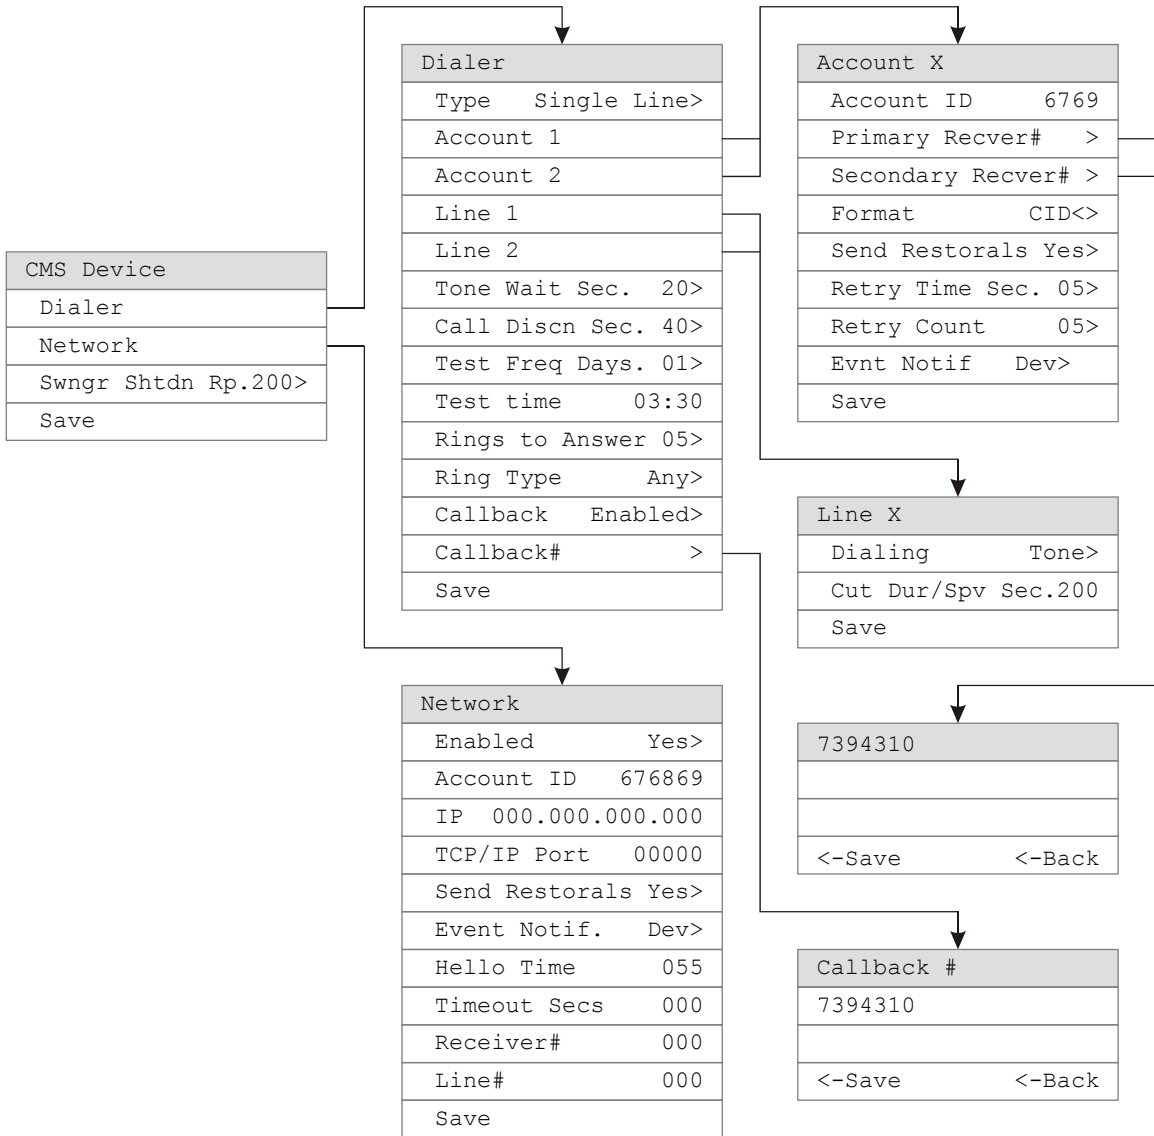 CMS Device
Dialer
Network
Swngr Shtdn Rp.200>
Save
Dialer
Type Single Line>
Account 1
Account 2
Line 1
Line 2
Tone Wait Sec. 20>
Call Discn Sec. 40>
Test Freq Days. 01>
Test time 03:30
Rings to Answer 05>
Ring Type Any>
Callback Enabled>
Callback# >
Save
Network
Enabled Yes>
Account ID 676869
IP 000.000.000.000
TCP/IP Port 00000
Send Restorals Yes>
Event Notif. Dev>
Hello Time 055
Timeout Secs 000
Receiver# 000
Line# 000
Save
Account X
Account ID 6769
Primary Recver# >
Secondary Recver# >
Format CID<>
Send Restorals Yes>
Retry Time Sec. 05>
Retry Count 05>
Evnt Notif Dev>
Save
Line X
Dialing Tone>
Cut Dur/Spv Sec.200
Save
7394310
<-Save <-Back
Callback #
7394310
<-Save <-Back